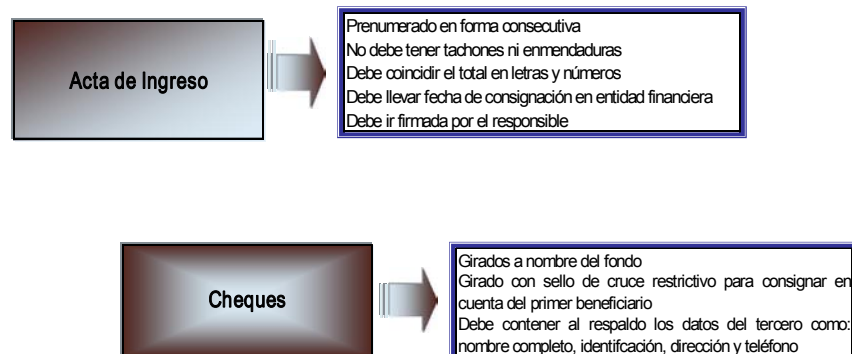 Acta de Ingreso
Prenumerado en forma consecutiva
No debe tener tachones ni enmendaduras
Debe coincidir el total en letras y números
Debe llevar fecha de consignación en entidad financiera
Debe ir firmada por el responsible
Cheques
Girados a nombre del fondo
Girado con sello de cruce restrictivo para consignar en
cuenta del primer beneficiario
Debe contener al respaldo los datos del tercero como:
nombre completo, identifcación, dirección y teléfono